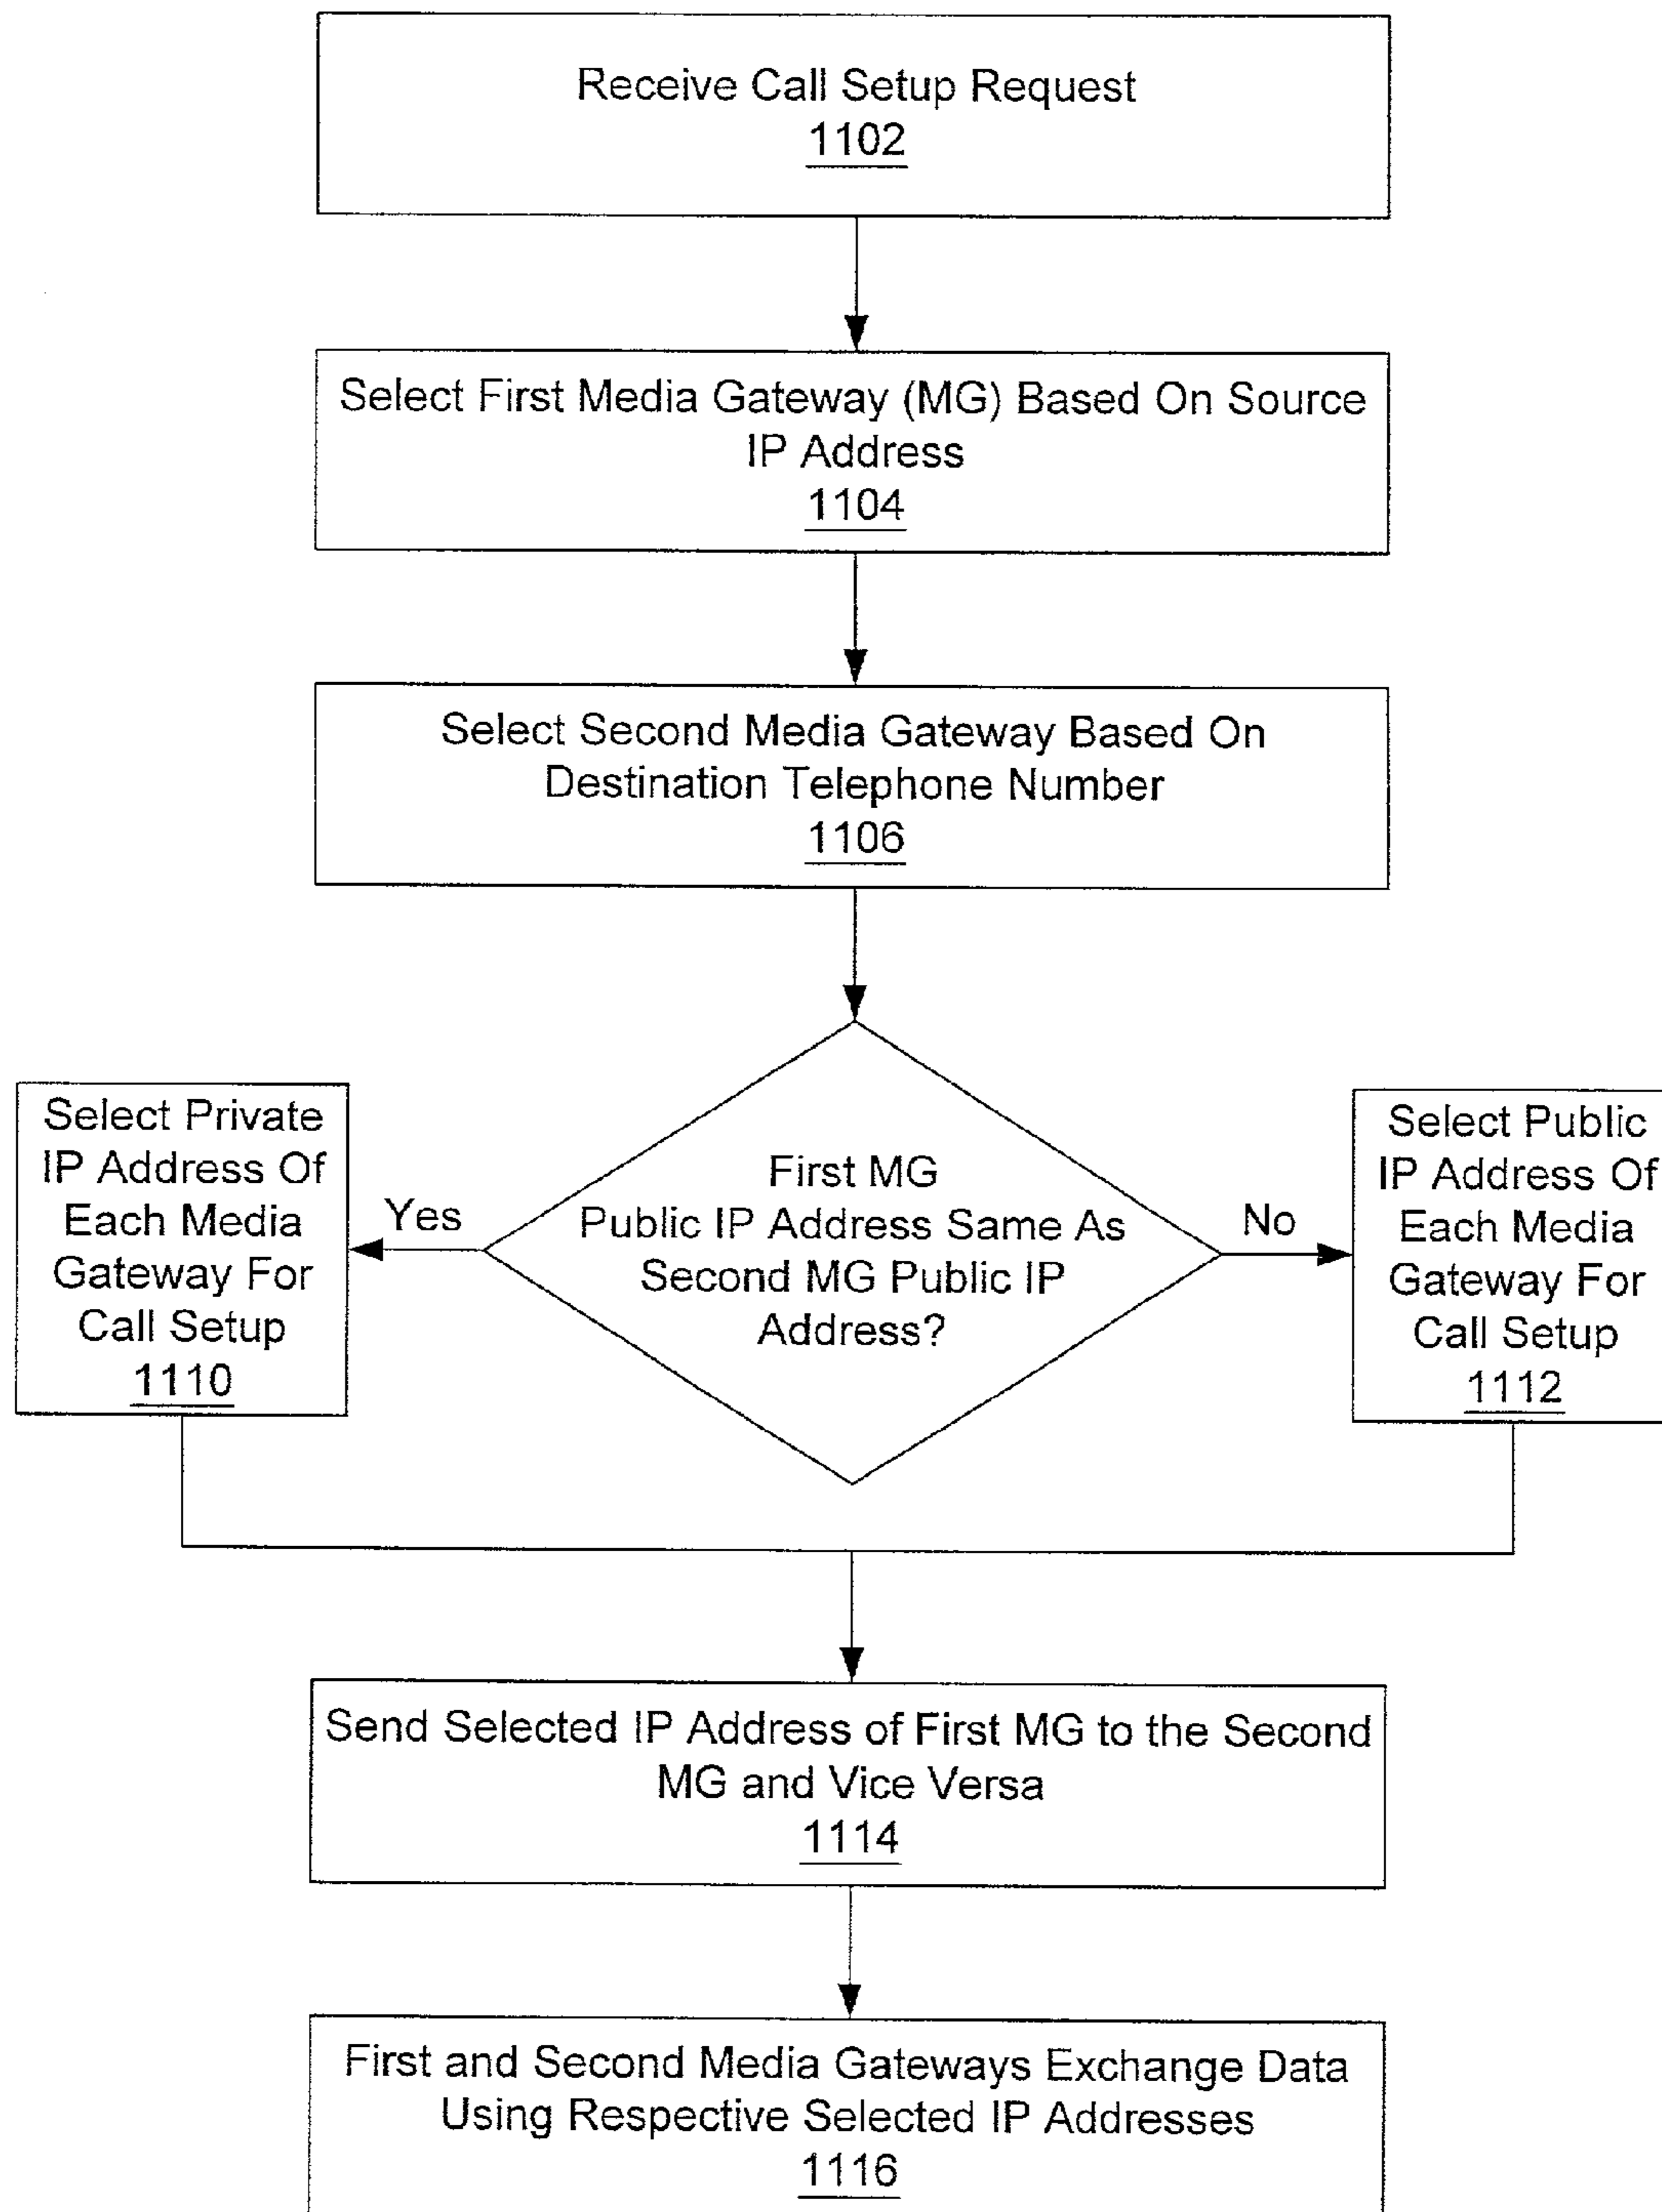 Receive Call Setup Request
1102
Select First Media Gateway (MG) Based On Source
IP Address
1104
Select Second Media Gateway Based On
Destination Telephone Number
1106
First MG
Public IP Address Same As
Second MG Public IP
Address?
Yes
No
Select Private
IP Address Of
Each Media
Gateway For
Call Setup
1110
Select Public
IP Address Of
Each Media
Gateway For
Call Setup
1112
Send Selected IP Address of First MG to the Second
MG and Vice Versa
1114
First and Second Media Gateways Exchange Data
Using Respective Selected IP Addresses
1116